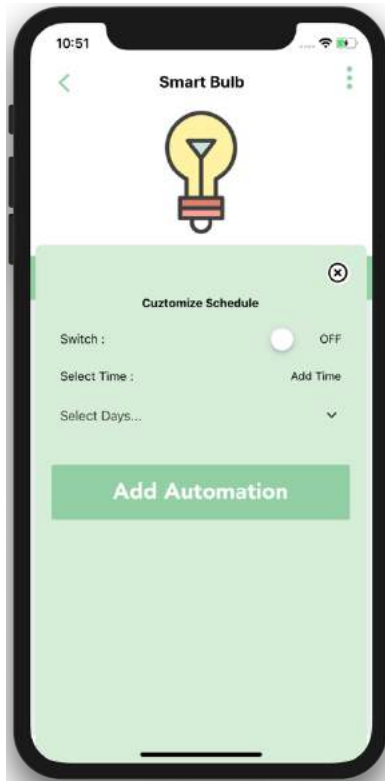 10:51
Smart Bulb
Cuztomize Schedule
Switch : OFF
Select Time : Add Time
Select Days...
Add Automation